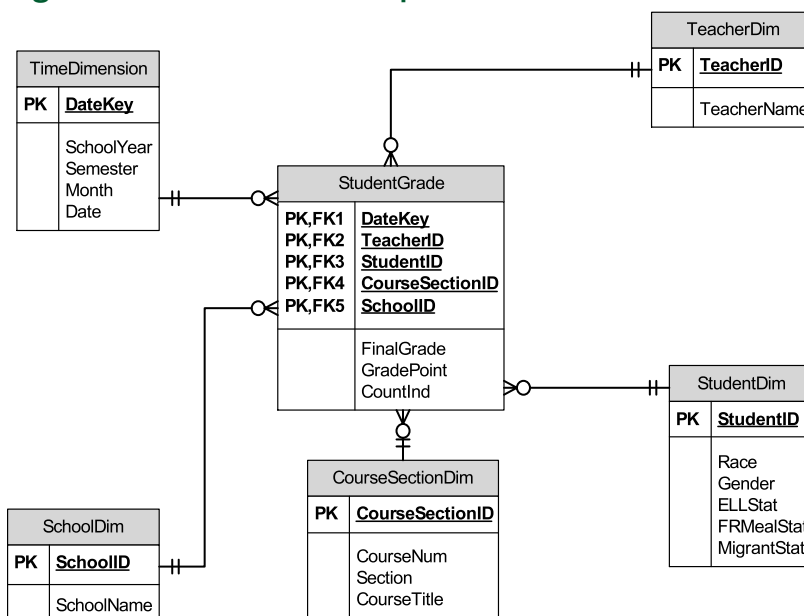 TeacherDim
PK TeacherID
TeacherName
TimeDimension
PK DateKey
SchoolYear
Semester
Month
Date
StudentGrade
PK,FK1 DateKey
PK,FK2 TeacherID
PK,FK3 StudentID
PK,FK4 CourseSectionID
PK,FK5 SchoolID
FinalGrade
GradePoint
CountInd
StudentDim
PK StudentID
Race
Gender
ELLStat
FRMealStat
MigrantStat
CourseSectionDim
PK CourseSectionID
CourseNum
Section
CourseTitle
SchoolDim
PK SchoolID
SchoolName